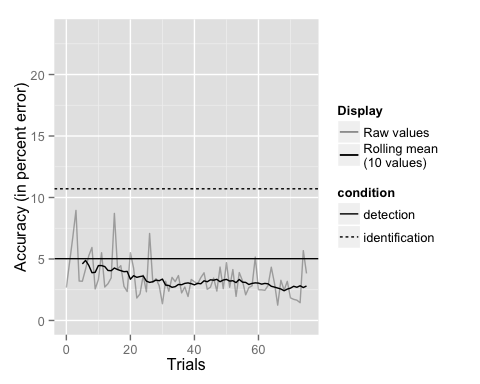 20
15
10
5
0
0
20
40
60
Trials
Accuracy (in percent error)
Display
Raw values
Rolling mean
(10 values)
condition
detection
identification